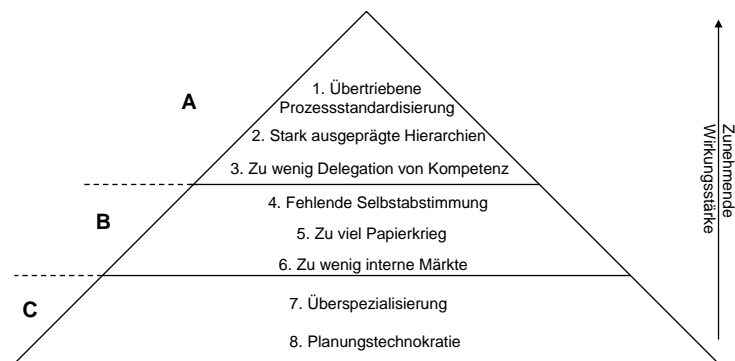 A
1. Übertriebene
Prozessstandardisierung
2. Stark ausgeprägte Hierarchien
3. Zu wenig Delegation von Kompetenz
B
4. Fehlende Selbstabstimmung
5. Zu viel Papierkrieg
6. Zu wenig interne Märkte
C
7. Überspezialisierung
8. Planungstechnokratie
Zunehmende
Wirkungsstärke